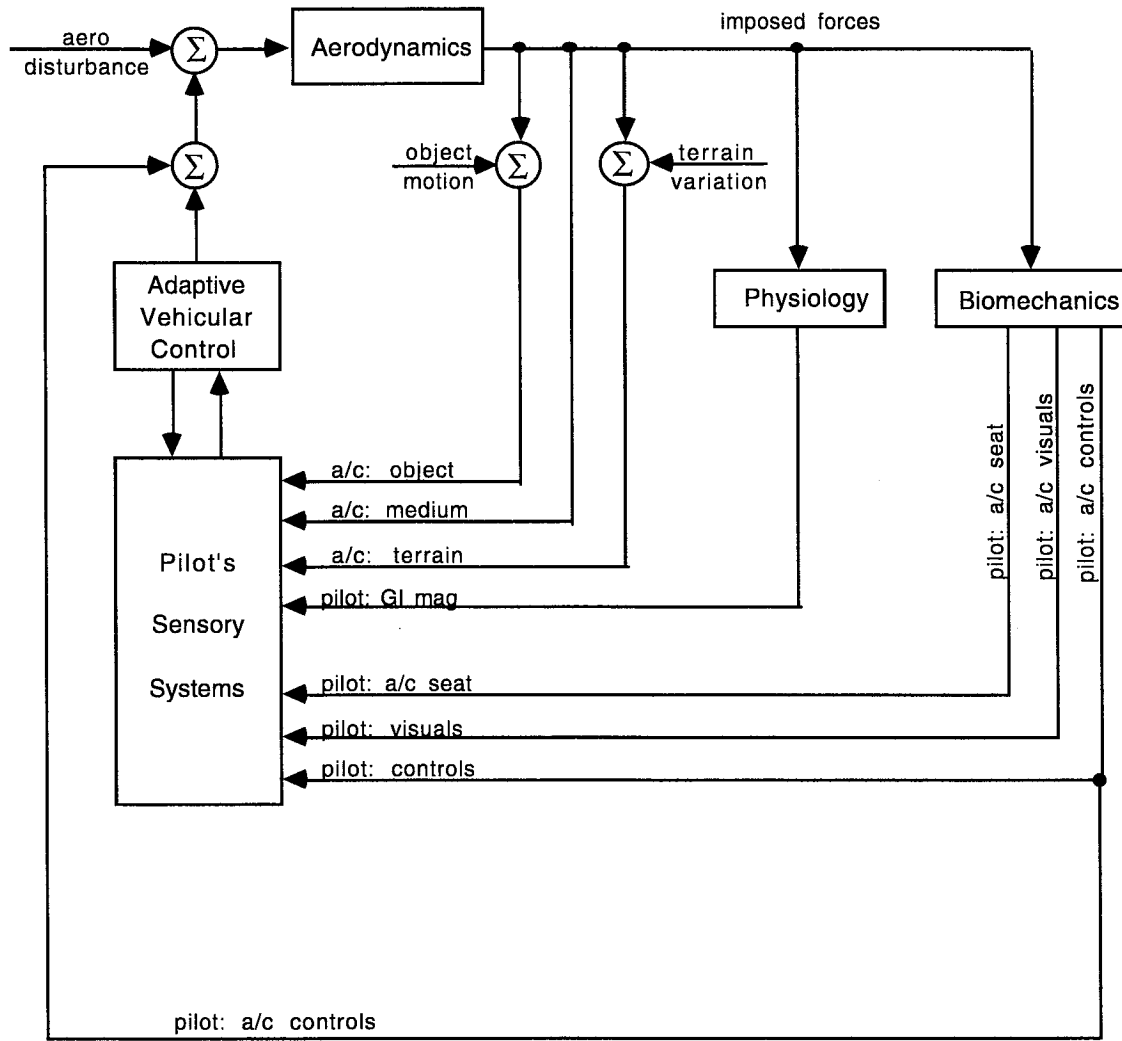 imposed forces
aero
disturbance
Σ
Aerodynamics
Σ
object
motion
Σ
Σ
terrain
variation
Adaptive
Vehicular
Control
Physiology
Biomechanics
pilot: a/c seat
pilot: a/c visuals
pilot: a/c controls
Pilot's
Sensory
Systems
a/c: object
a/c: medium
a/c: terrain
pilot: GI mag
pilot: a/c seat
pilot: visuals
pilot: controls
pilot: a/c controls